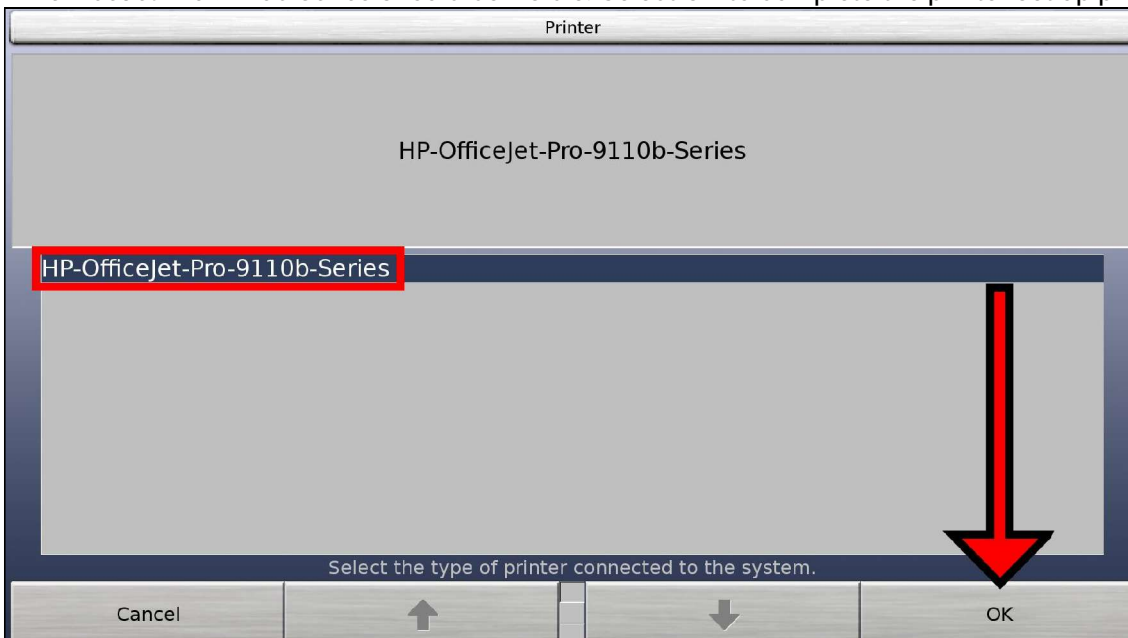 Printer
HP-OfficeJet-Pro-9110b-Series
HP-OfficeJet-Pro-9110b-Series
Select the type of printer connected to the system.
Cancel
OK